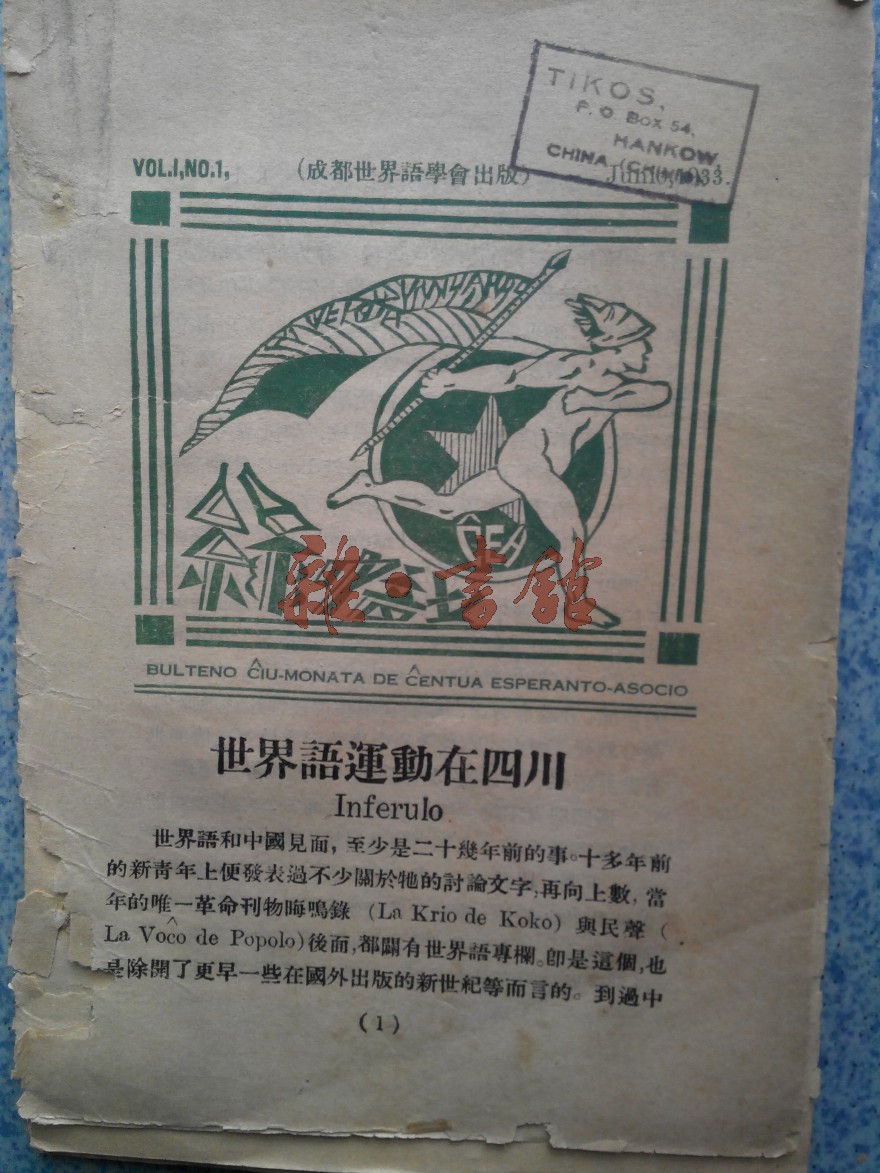 TIKOS,
P. O. BOX 54,
HANKOW,
CHINA
VOL.I,NO.1,
(成都世界語學會出版)
1933.
ĈEA
雜·書館
BULTENO ĈIU-MONATA DE ĈENTUA ESPERANTO-ASOCIO
世界語運動在四川
Inferulo
世界語和中國見面，至少是二十幾年前的事。十多年前
的新青年上便發表過不少關於牠的討論文字，再向上數，當
年的唯一革命刊物晦鳴錄 (La Krio de Koko) 與民聲 (
La Voĉo de Popolo)後面，都闢有世界語專欄。卽是這個，也
是除開了更早一些在國外出版的新世紀等而言的。到過中
(1)